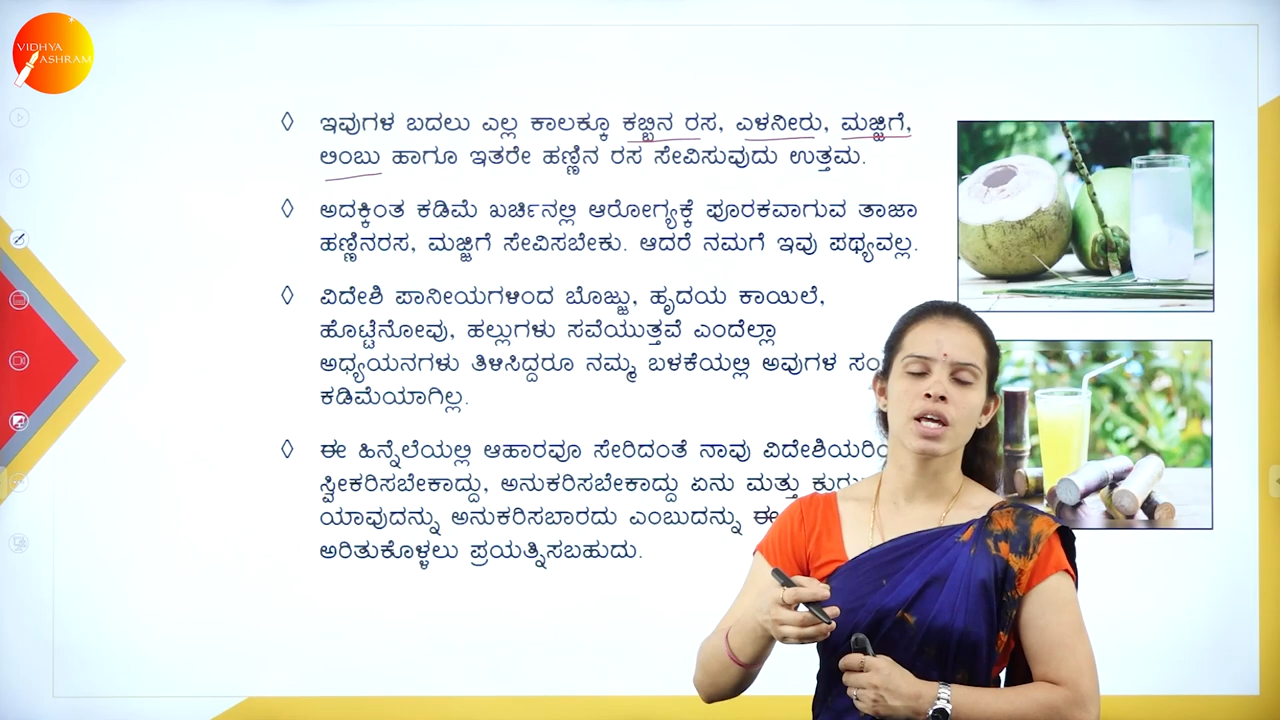 VIDHYA
ASHRAM
◊ ಇವುಗಳ ಬದಲು ಎಲ್ಲ ಕಾಲಕ್ಕೂ ಕಬ್ಬಿನ ರಸ, ಎಳನೀರು, ಮಜ್ಜಿಗೆ,
ಲಿಂಬು ಹಾಗೂ ಇತರೇ ಹಣ್ಣಿನ ರಸ ಸೇವಿಸುವುದು ಉತ್ತಮ.
◊ ಅದಕ್ಕಿಂತ ಕಡಿಮೆ ಖರ್ಚಿನಲ್ಲಿ ಆರೋಗ್ಯಕ್ಕೆ ಪೂರಕವಾಗುವ ತಾಜಾ
ಹಣ್ಣಿನರಸ, ಮಜ್ಜಿಗೆ ಸೇವಿಸಬೇಕು. ಆದರೆ ನಮಗೆ ಇವು ಪಥ್ಯವಲ್ಲ.
◊ ವಿದೇಶಿ ಪಾನೀಯಗಳಿಂದ ಬೊಜ್ಜು, ಹೃದಯ ಕಾಯಿಲೆ,
ಹೊಟ್ಟೆನೋವು, ಹಲ್ಲುಗಳು ಸವೆಯುತ್ತವೆ ಎಂದೆಲ್ಲಾ
ಅಧ್ಯಯನಗಳು ತಿಳಿಸಿದ್ದರೂ ನಮ್ಮ ಬಳಕೆಯಲ್ಲಿ ಅವುಗಳ
ಕಡಿಮೆಯಾಗಿಲ್ಲ.
◊ ಈ ಹಿನ್ನೆಲೆಯಲ್ಲಿ ಆಹಾರವೂ ಸೇರಿದಂತೆ ನಾವು
ಸ್ವೀಕರಿಸಬೇಕಾದ್ದು, ಅನುಕರಿಸಬೇಕಾದ್ದು ಏನು ಮತ್ತು
ಯಾವುದನ್ನು ಅನುಕರಿಸಬಾರದು ಎಂಬುದನ್ನು ಈ
ಅರಿತುಕೊಳ್ಳಲು ಪ್ರಯತ್ನಿಸಬಹುದು.